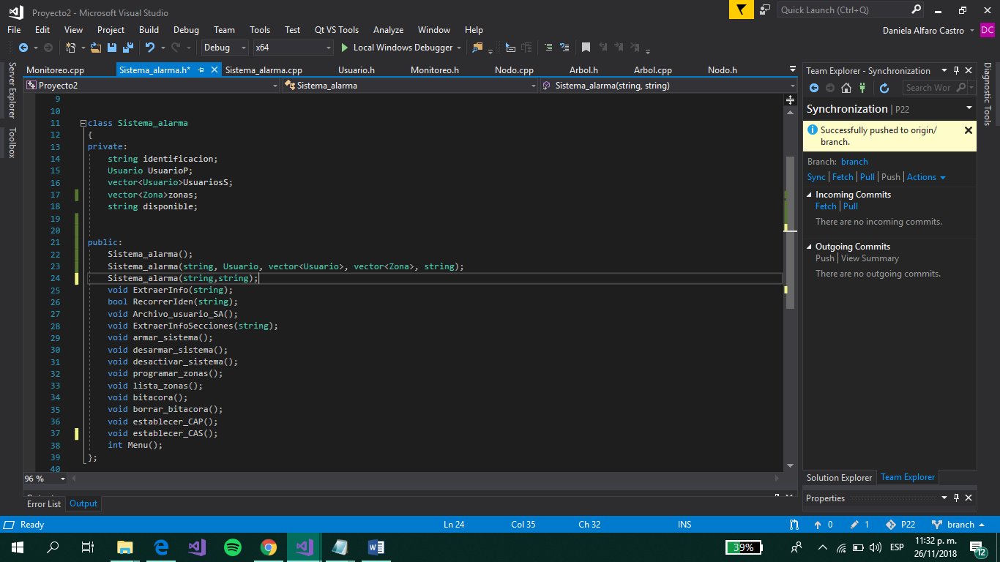 Proyecto2 - Microsoft Visual Studio
Quick Launch (Ctrl+Q)
File Edit View Project Build Debug Team Tools Test Qt VS Tools Analyze Window Help
Daniela Alfaro Castro DC
Debug x64 Local Windows Debugger
Server Explorer
Toolbox
Monitoreo.cpp Sistema_alarma.h* Sistema_alarma.cpp Usuario.h Monitoreo.h Nodo.cpp Arbol.h Arbol.cpp Nodo.h
Proyecto2 Sistema_alarma Sistema_alarma(string, string)
9
10
11 class Sistema_alarma
12 {
13 private:
14 string identificacion;
15 Usuario UsuarioP;
16 vector<Usuario>UsuariosS;
17 vector<Zona>zonas;
18 string disponible;
19
20
21 public:
22 Sistema_alarma();
23 Sistema_alarma(string, Usuario, vector<Usuario>, vector<Zona>, string);
24 Sistema_alarma(string,string);
25 void ExtraerInfo(string);
26 bool RecorrerIden(string);
27 void Archivo_usuario_SA();
28 void ExtraerInfoSecciones(string);
29 void armar_sistema();
30 void desarmar_sistema();
31 void desactivar_sistema();
32 void programar_zonas();
33 void lista_zonas();
34 void bitacora();
35 void borrar_bitacora();
36 void establecer_CAP();
37 void establecer_CAS();
38 int Menu();
39 };
40
96 %
Error List Output
Team Explorer - Synchronization
Search Wor
Synchronization | P22
Successfully pushed to origin/
branch.
Branch: branch
Sync | Fetch | Pull | Push | Actions
Incoming Commits
Fetch | Pull
There are no incoming commits.
Outgoing Commits
Push | View Summary
There are no outgoing commits.
Solution Explorer Team Explorer
Properties
Diagnostic Tools
Ready Ln 24 Col 35 Ch 32 INS 0 1 P22 branch
39% ESP 11:32 p. m.
26/11/2018 12